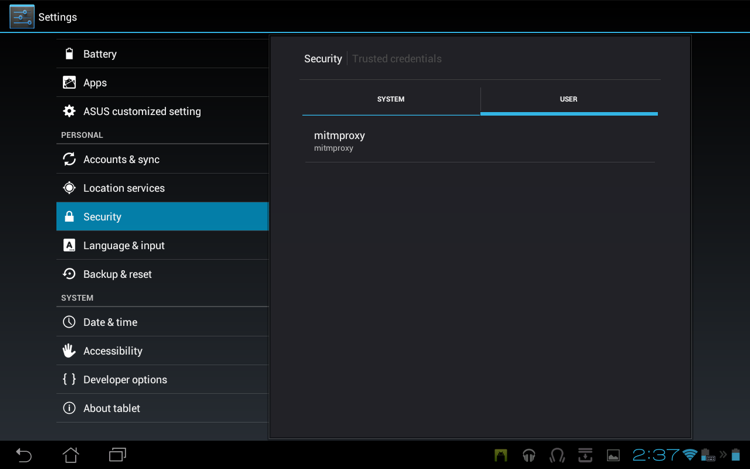 Settings
Battery
Apps
ASUS customized setting
PERSONAL
Accounts & sync
Location services
Security
Language & input
Backup & reset
SYSTEM
Date & time
Accessibility
Developer options
About tablet
Security Trusted credentials
SYSTEM USER
mitmproxy
mitmproxy
2:37